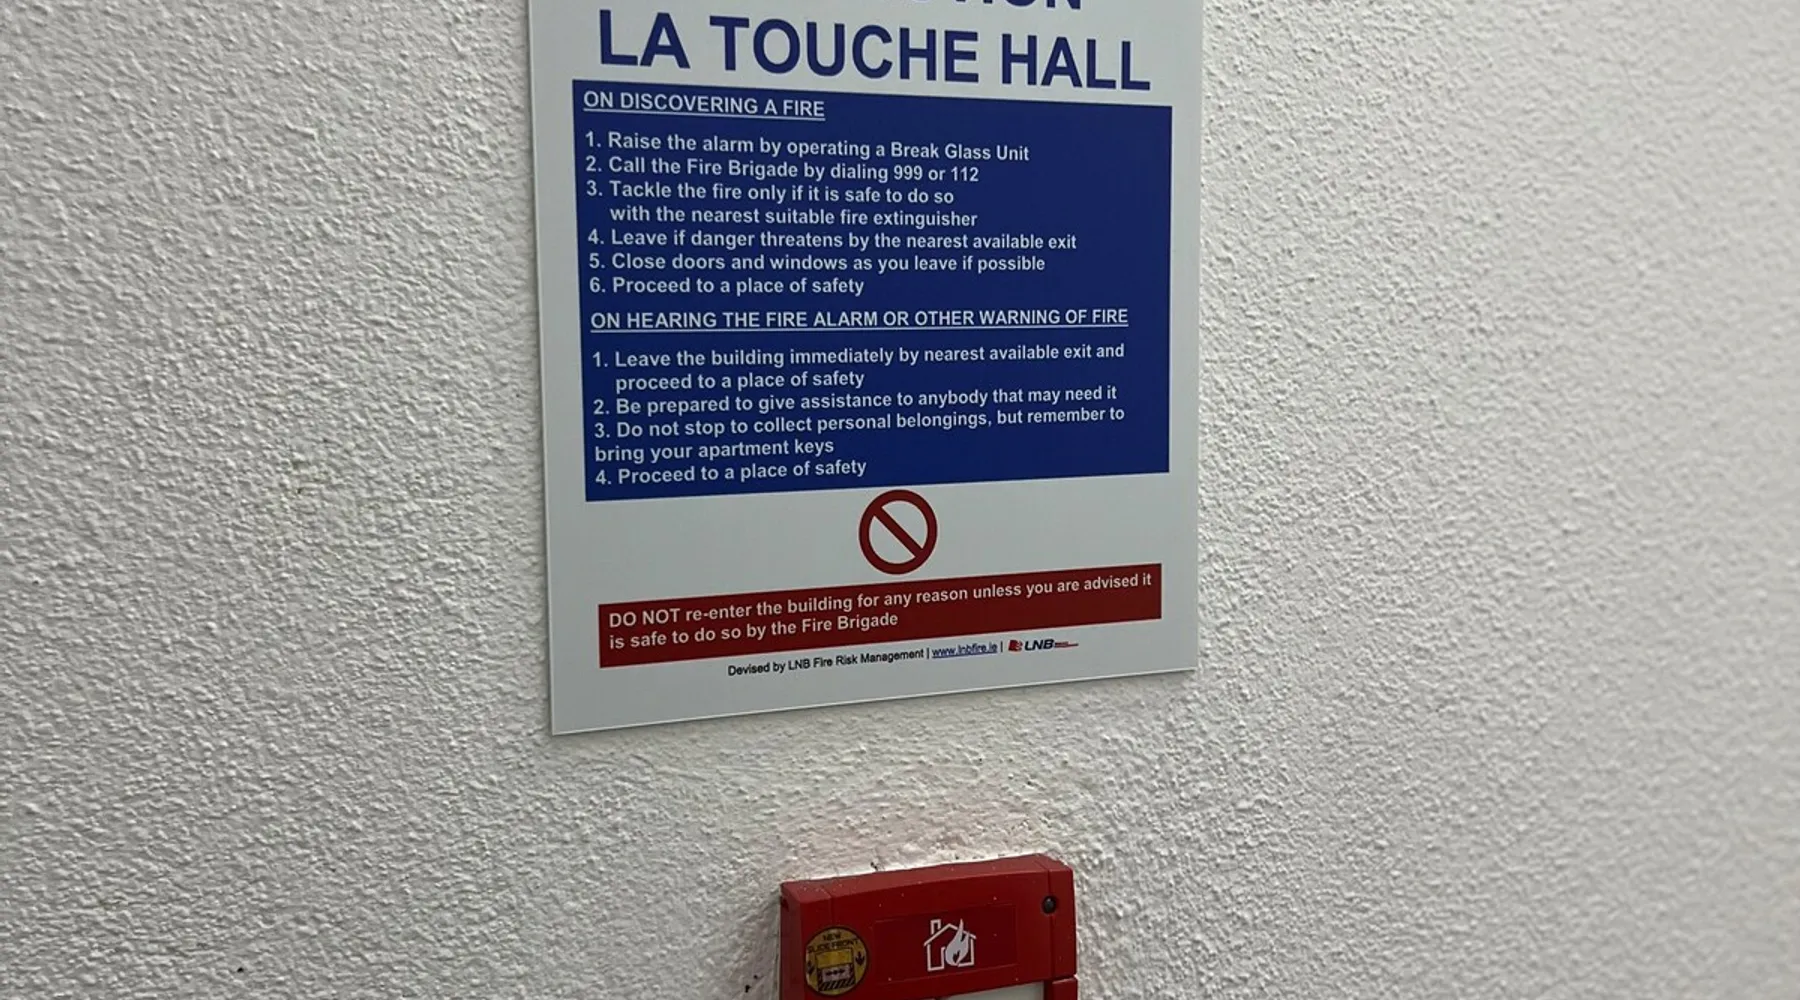 LA TOUCHE HALL
ON DISCOVERING A FIRE
1. Raise the alarm by operating a Break Glass Unit
2. Call the Fire Brigade by dialing 999 or 112
3. Tackle the fire only if it is safe to do so
with the nearest suitable fire extinguisher
4. Leave if danger threatens by the nearest available exit
5. Close doors and windows as you leave if possible
6. Proceed to a place of safety
ON HEARING THE FIRE ALARM OR OTHER WARNING OF FIRE
1. Leave the building immediately by nearest available exit and
proceed to a place of safety
2. Be prepared to give assistance to anybody that may need it
3. Do not stop to collect personal belongings, but remember to
bring your apartment keys
4. Proceed to a place of safety
DO NOT re-enter the building for any reason unless you are advised it
is safe to do so by the Fire Brigade
Devised by LNB Fire Risk Management | www.lnbfire.ie | LNB
NEW
FRONT